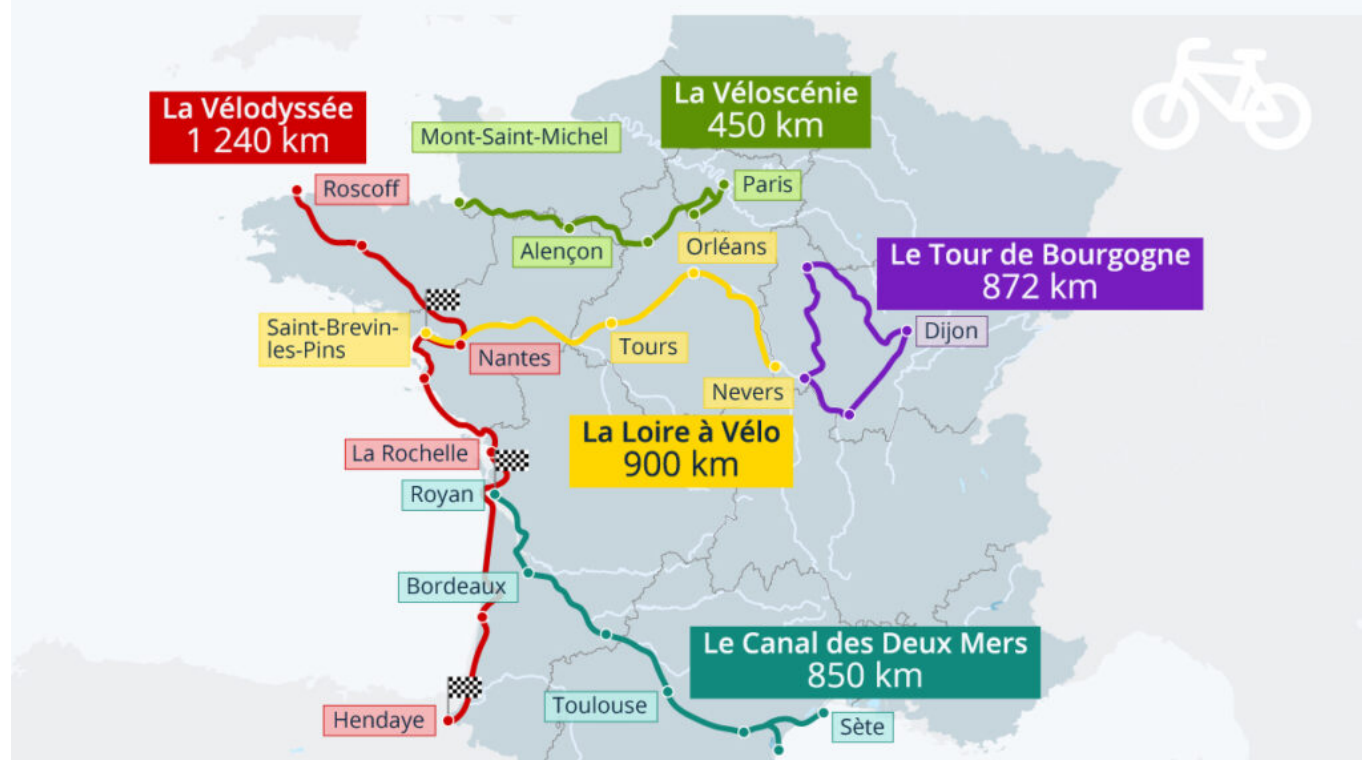 La Vélodyssée
1 240 km
La Véloscénie
450 km
Mont-Saint-Michel
Roscoff
Paris
Alençon
Orléans
Le Tour de Bourgogne
872 km
Saint-Brevin-
les-Pins
Dijon
Tours
Nantes
Nevers
La Loire à Vélo
900 km
La Rochelle
Royan
Bordeaux
Le Canal des Deux Mers
850 km
Toulouse
Hendaye
Sète